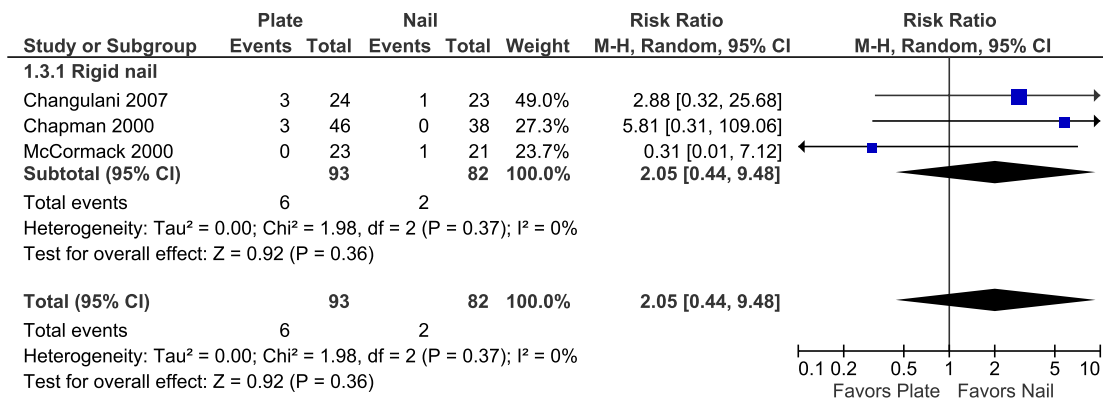 Plate Nail Risk Ratio Risk Ratio
Study or Subgroup Events Total Events Total Weight M-H, Random, 95% CI M-H, Random, 95% CI
1.3.1 Rigid nail
Changulani 2007 3 24 1 23 49.0% 2.88 [0.32, 25.68]
Chapman 2000 3 46 0 38 27.3% 5.81 [0.31, 109.06]
McCormack 2000 0 23 1 21 23.7% 0.31 [0.01, 7.12]
Subtotal (95% CI) 93 82 100.0% 2.05 [0.44, 9.48]
Total events 6 2
Heterogeneity: Tau² = 0.00; Chi² = 1.98, df = 2 (P = 0.37); I² = 0%
Test for overall effect: Z = 0.92 (P = 0.36)
Total (95% CI) 93 82 100.0% 2.05 [0.44, 9.48]
Total events 6 2
Heterogeneity: Tau² = 0.00; Chi² = 1.98, df = 2 (P = 0.37); I² = 0%
Test for overall effect: Z = 0.92 (P = 0.36)
0.1 0.2 0.5 1 2 5 10
Favors Plate Favors Nail